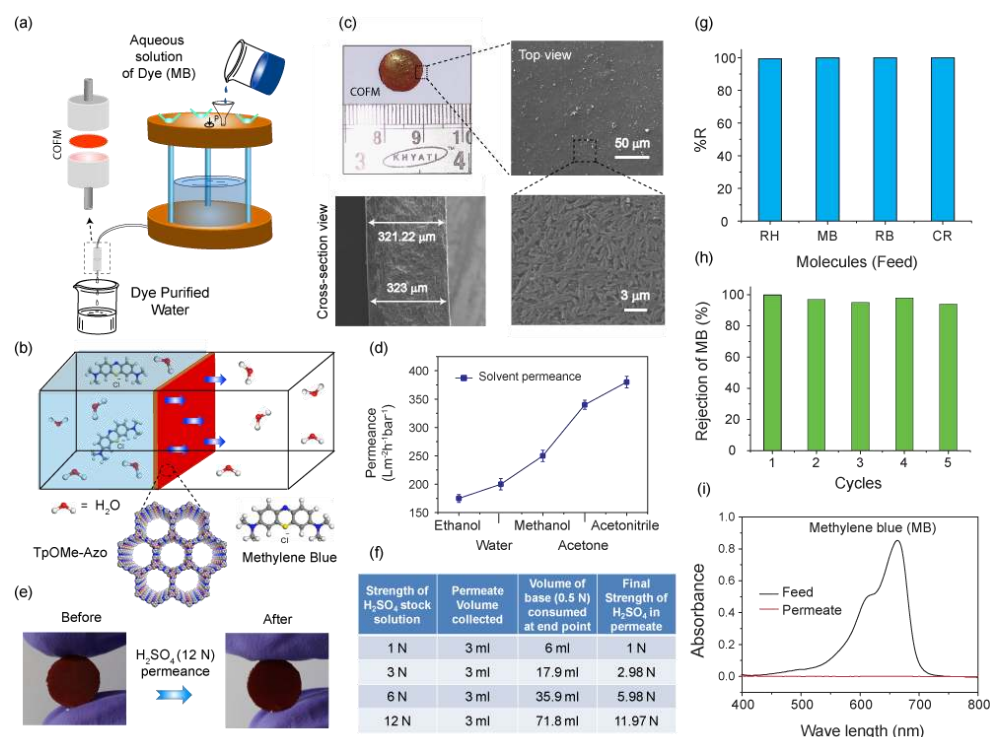 (a)
Aqueous
solution
of Dye (MB)
P
COFM
Dye Purified
Water
(b)
Cl
Cl
= H₂O
TpOMe-Azo
Cl
Methylene Blue
(e)
Before
After
H₂SO₄ (12 N)
permeance
(c)
COFM
8 9 10
KHYATI
3 4
Top view
50 μm
Cross-section view
321.22 μm
323 μm
3 μm
(d)
Solvent permeance
Permeance
(Lm⁻²h⁻¹bar⁻¹)
400
350
300
250
200
150
Ethanol Methanol Acetonitrile
Water Acetone
(f)
Strength of H₂SO₄ stock solution | Permeate Volume collected | Volume of base (0.5 N) consumed at end point | Final Strength of H₂SO₄ in permeate
1 N 3 ml 6 ml 1 N
3 N 3 ml 17.9 ml 2.98 N
6 N 3 ml 35.9 ml 5.98 N
12 N 3 ml 71.8 ml 11.97 N
(g)
%R
100
80
60
40
20
0
RH MB RB CR
Molecules (Feed)
(h)
Rejection of MB (%)
100
80
60
40
20
0
1 2 3 4 5
Cycles
(i)
Methylene blue (MB)
Feed
Permeate
Absorbance
1.0
0.8
0.6
0.4
0.2
0.0
400 500 600 700 800
Wave length (nm)